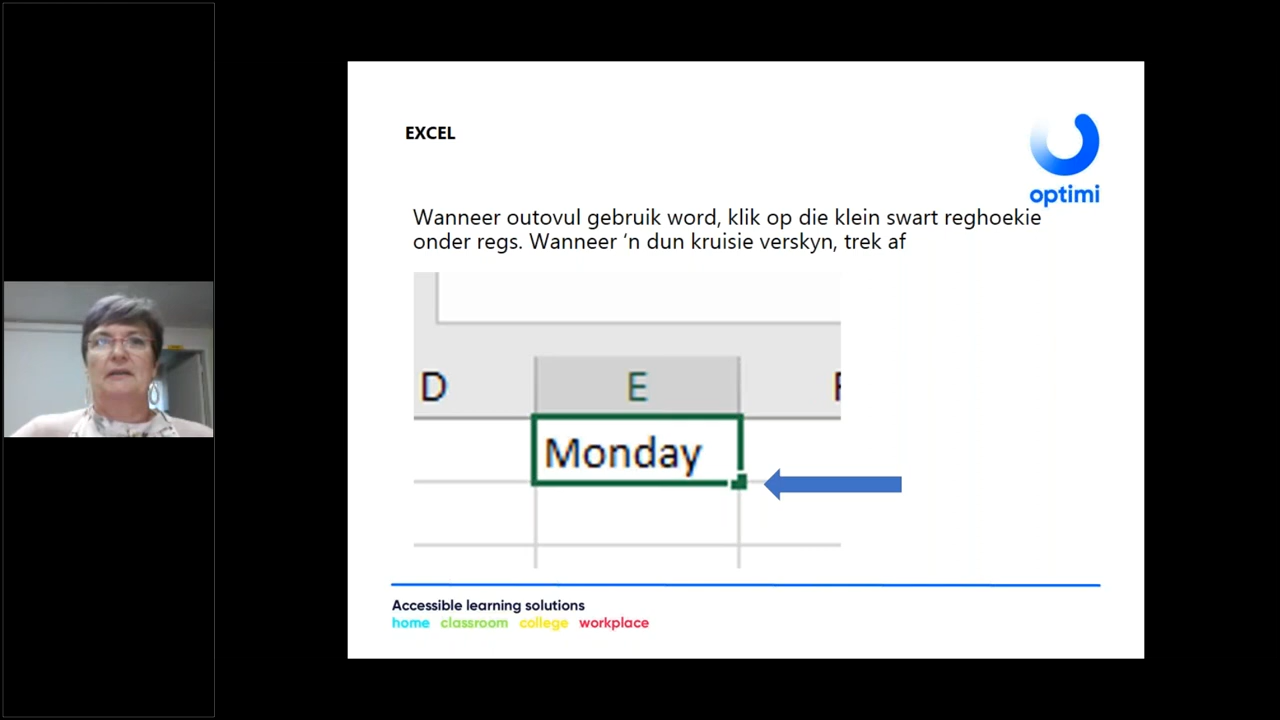 EXCEL
optimi
Wanneer outovul gebruik word, klik op die klein swart reghoekie
onder regs. Wanneer ‘n dun kruisie verskyn, trek af
D E F
Monday
Accessible learning solutions
home classroom college workplace